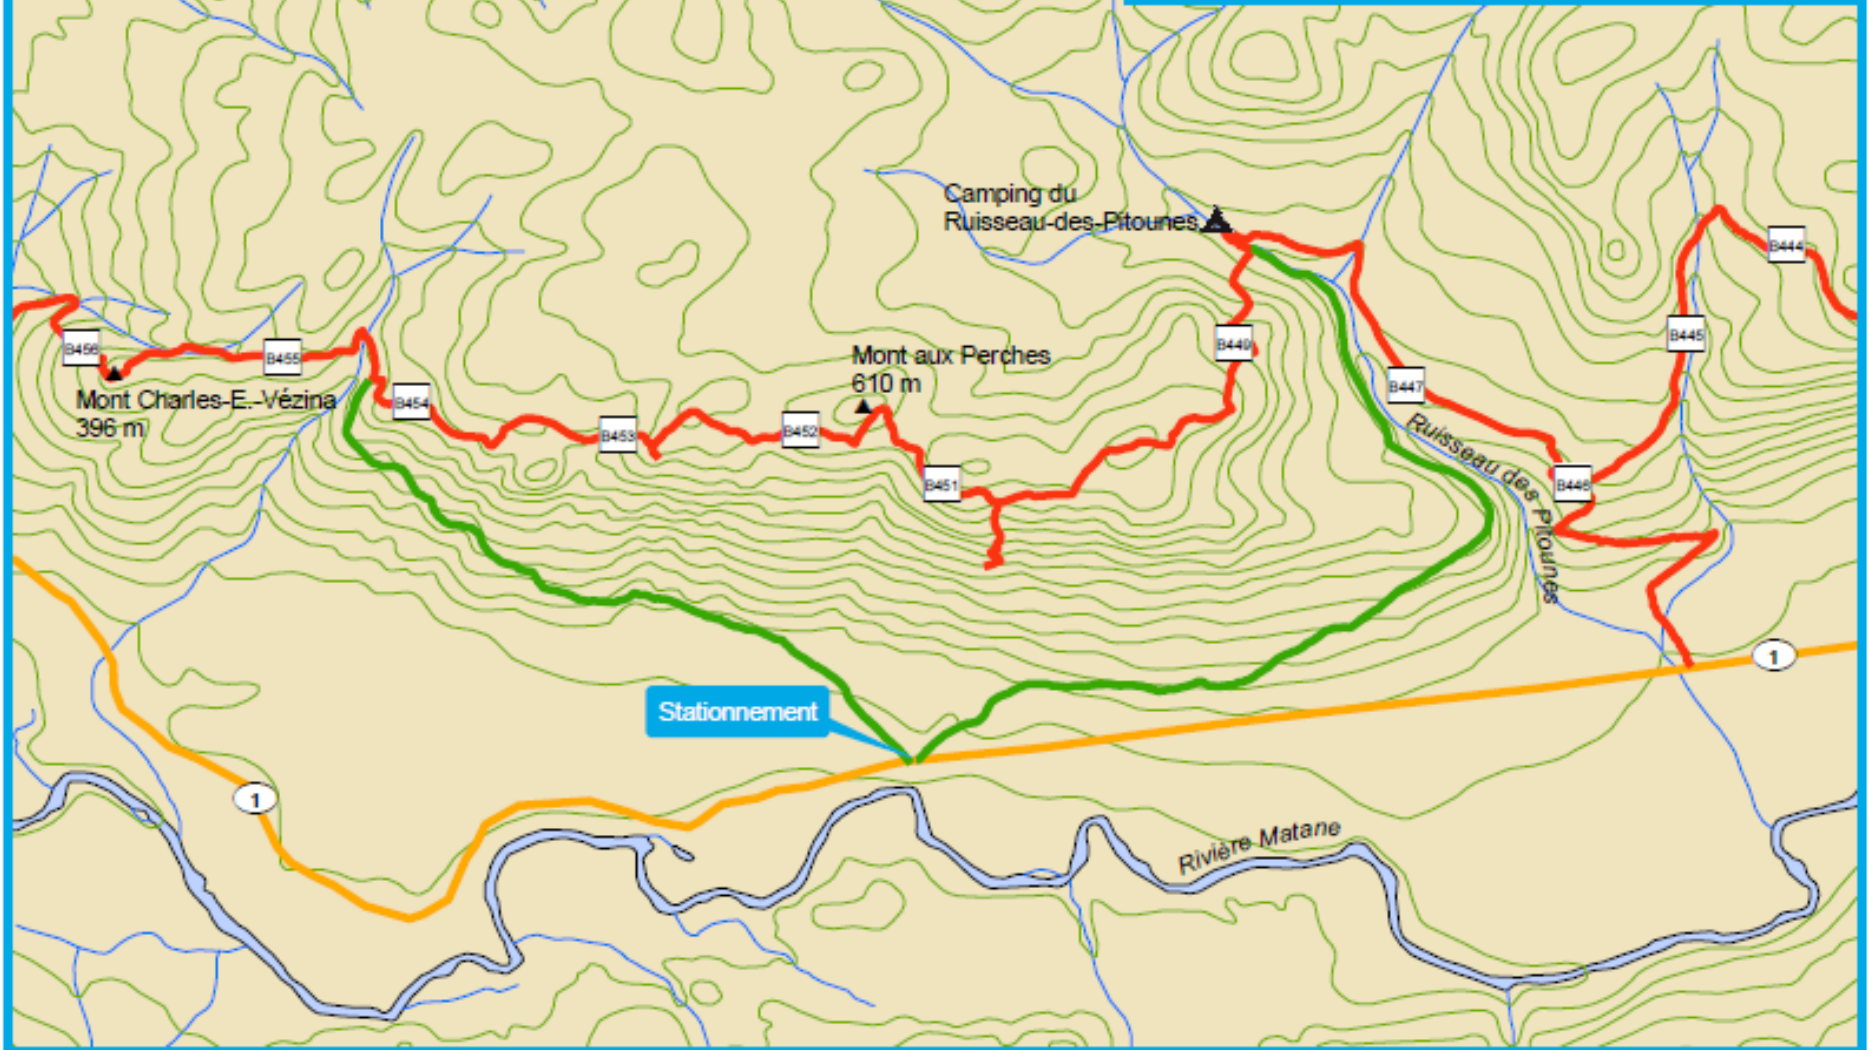 Camping du
Ruisseau-des-Pitounes
B444
B445
B449
B456
B455
Mont aux Perches
610 m
B447
Mont Charles-E.-Vézina
396 m
B454
B453
B452
B451
B446
Ruisseau des Pitounes
1
Stationnement
1
Rivière Matane